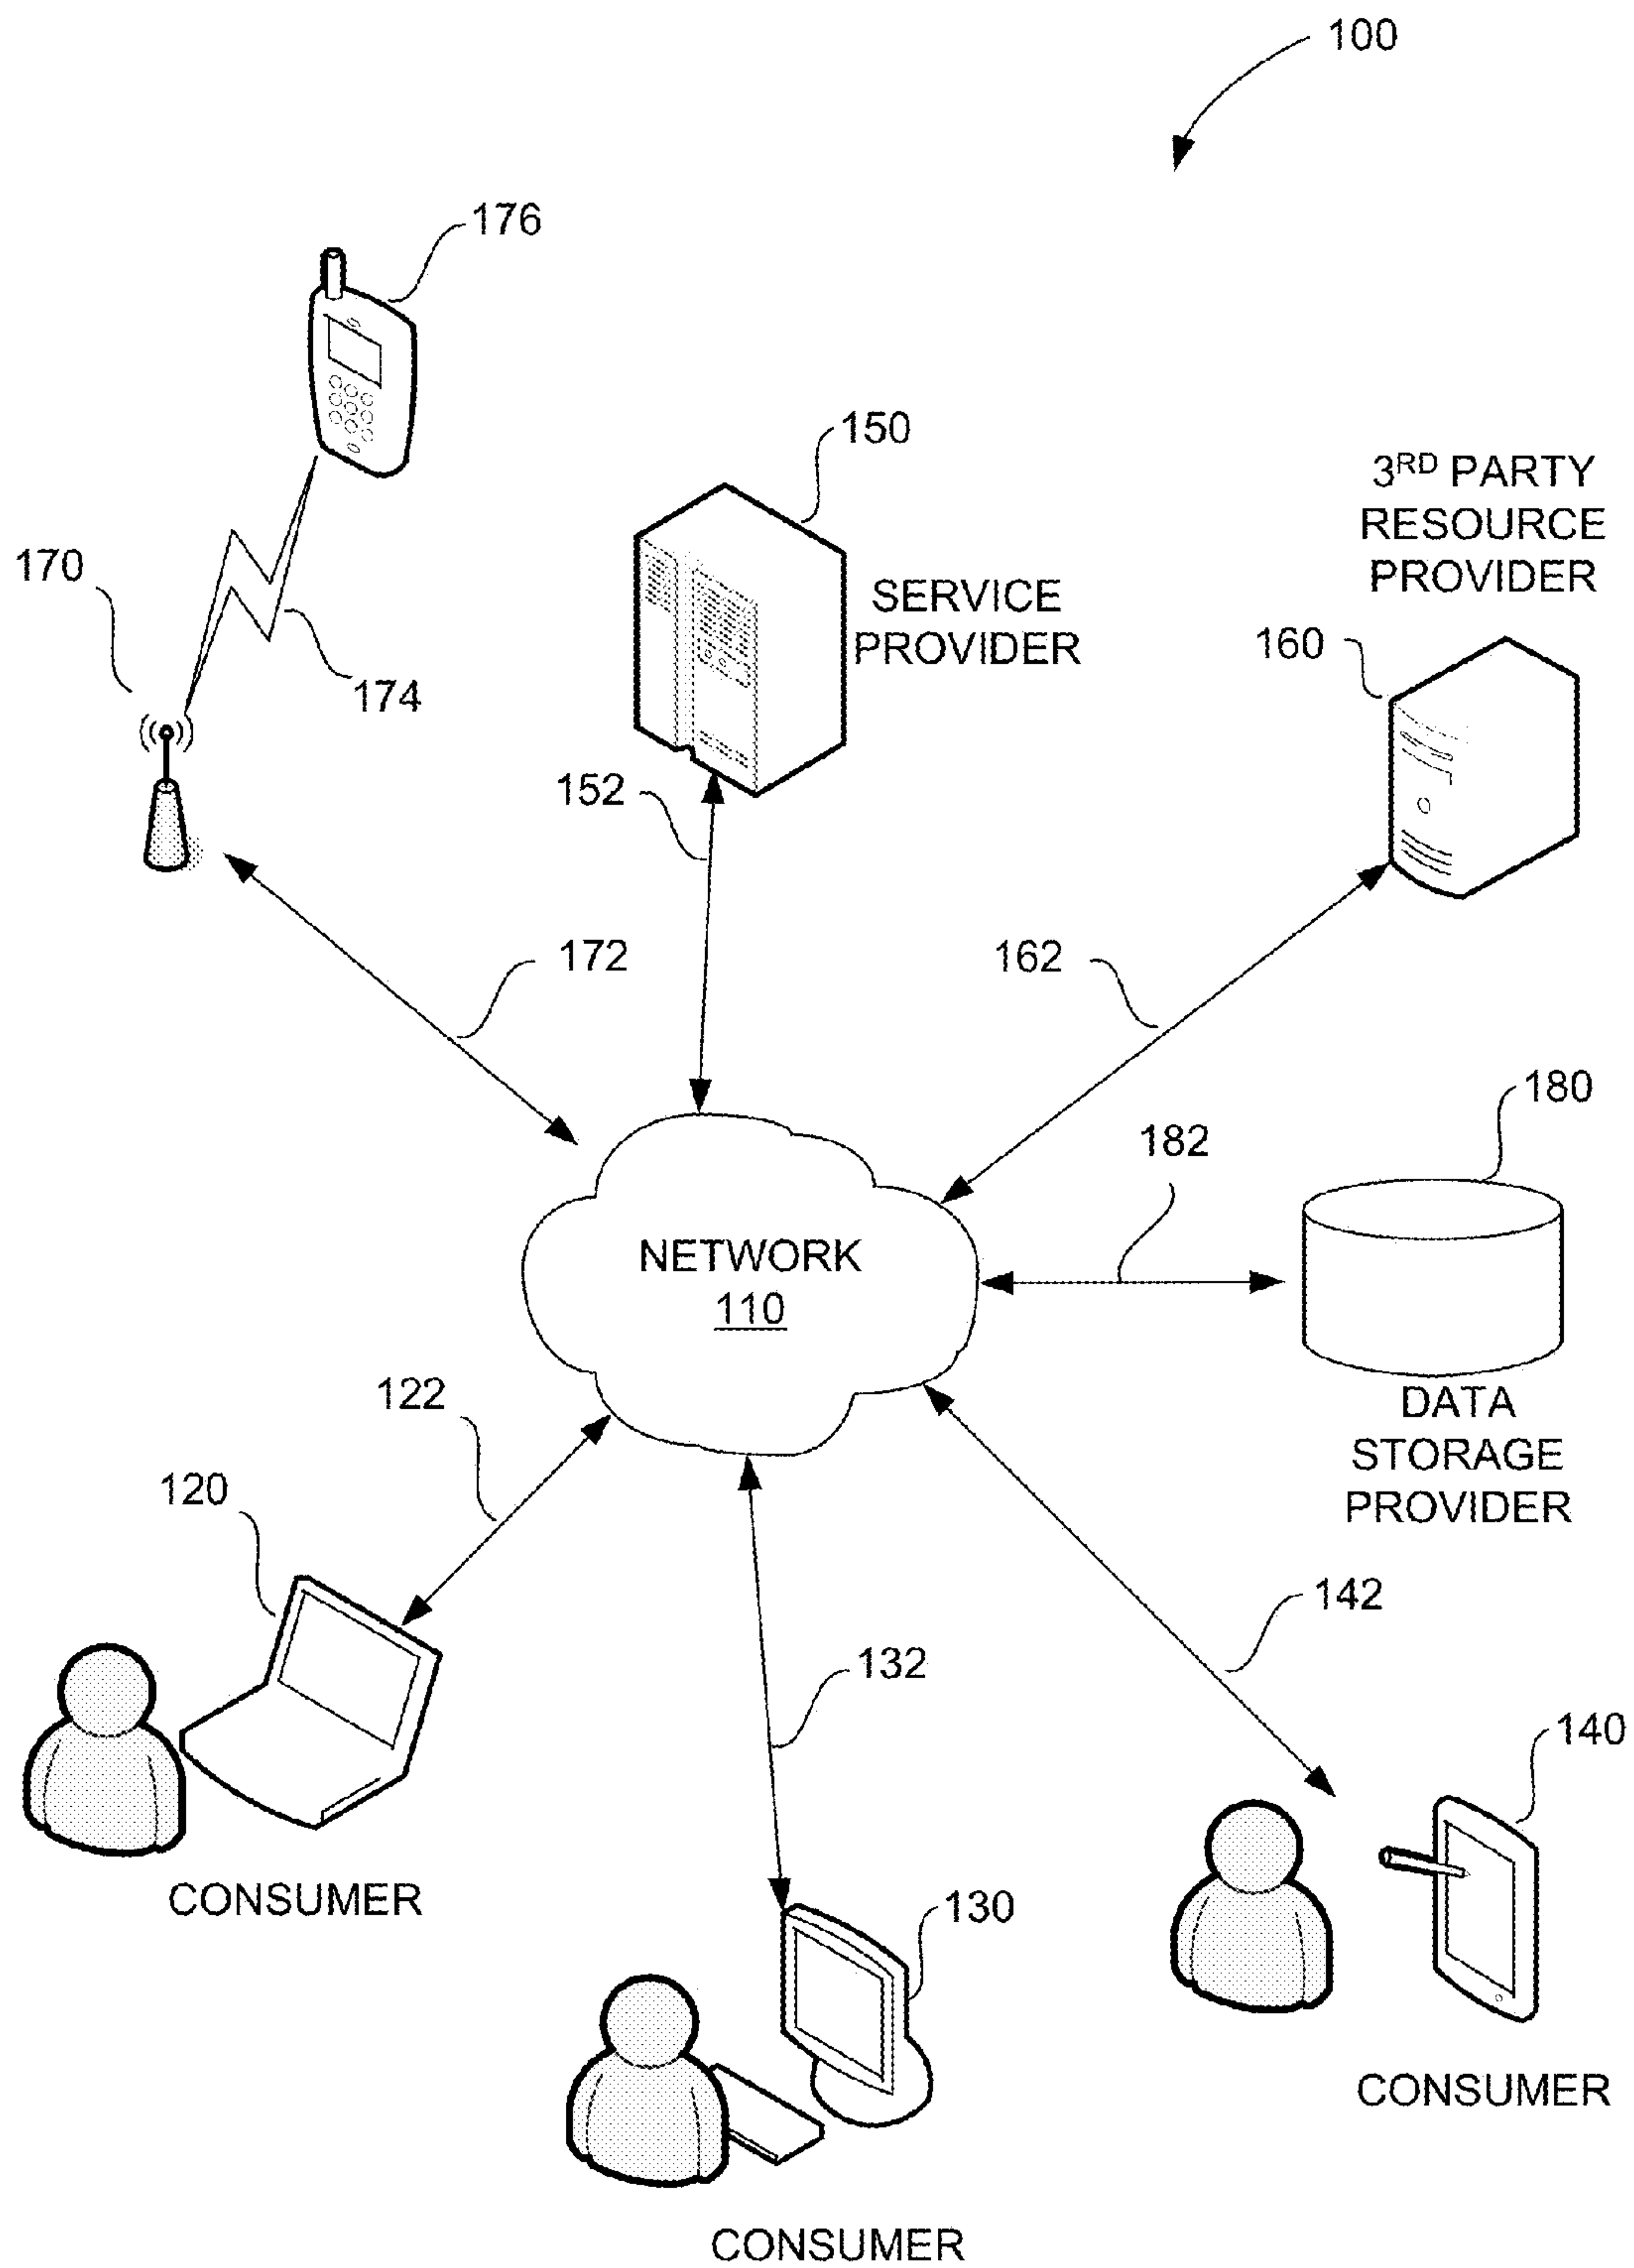 100
176
150
3RD PARTY
RESOURCE
PROVIDER
170
SERVICE
PROVIDER
160
174
152
172
162
180
182
NETWORK
110
122
DATA
STORAGE
PROVIDER
120
142
132
140
CONSUMER
130
CONSUMER
CONSUMER